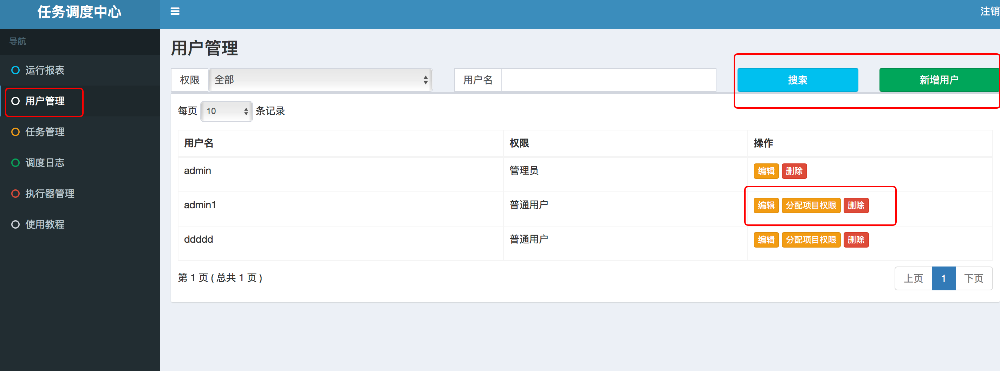 任务调度中心
注销
导航
运行报表
用户管理
任务管理
调度日志
执行器管理
使用教程
用户管理
权限 全部 用户名 搜索 新增用户
每页 10 条记录
用户名 权限 操作
admin 管理员 编辑 删除
admin1 普通用户 编辑 分配项目权限 删除
ddddd 普通用户 编辑 分配项目权限 删除
第 1 页 ( 总共 1 页 ) 上页 1 下页